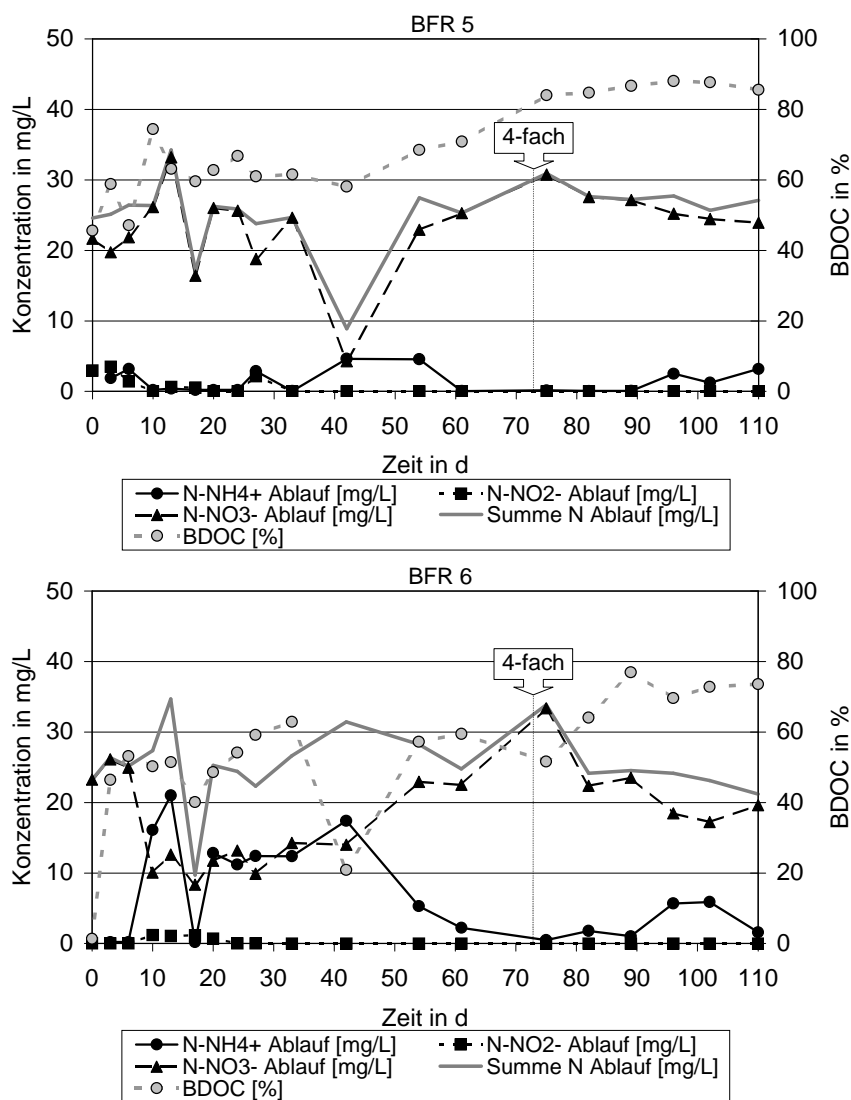 BFR 5
50 100
40 80
4-fach
30 60
20 40
10 20
0 0
0 10 20 30 40 50 60 70 80 90 100 110
Konzentration in mg/L
BDOC in %
Zeit in d
N-NH4+ Ablauf [mg/L] N-NO2- Ablauf [mg/L]
N-NO3- Ablauf [mg/L] Summe N Ablauf [mg/L]
BDOC [%]
BFR 6
50 100
40 80
4-fach
30 60
20 40
10 20
0 0
0 10 20 30 40 50 60 70 80 90 100 110
Konzentration in mg/L
BDOC in %
Zeit in d
N-NH4+ Ablauf [mg/L] N-NO2- Ablauf [mg/L]
N-NO3- Ablauf [mg/L] Summe N Ablauf [mg/L]
BDOC [%]